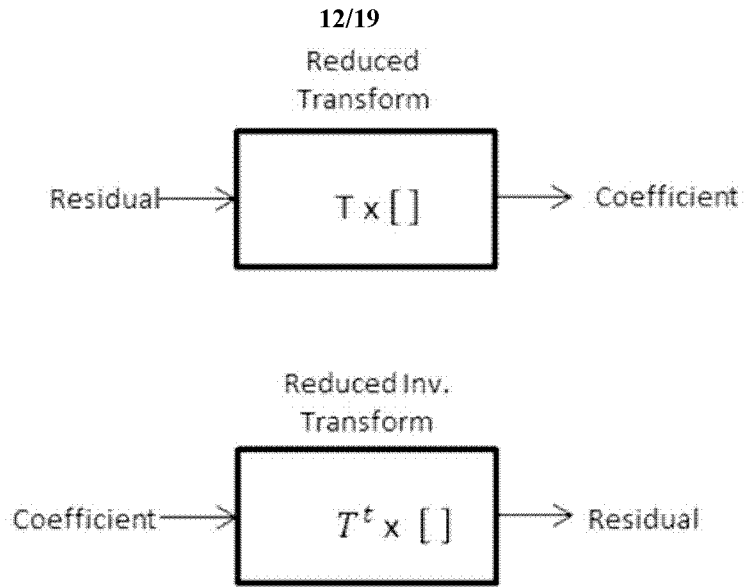 12/19
Reduced
Transform
Residual
T x [ ]
Coefficient
Reduced Inv.
Transform
Coefficient
T^t x [ ]
Residual